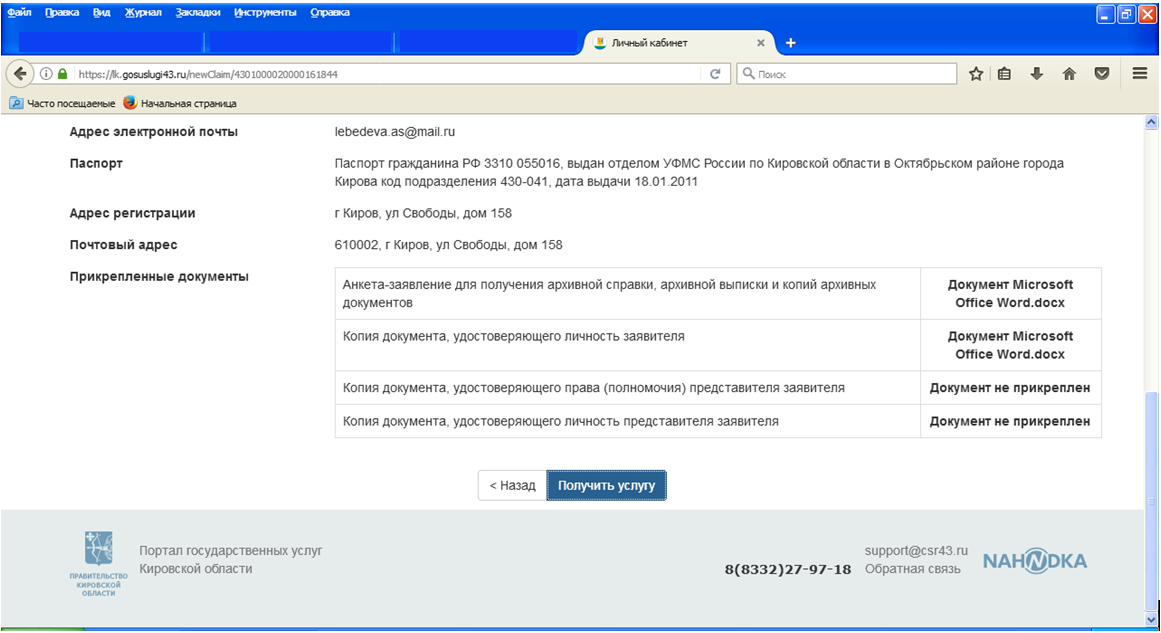 Файл Правка Вид Журнал Закладки Инструменты Справка
Личный кабинет
https://lk.gosuslugi43.ru/newClaim/4301000020000161844
Поиск
Часто посещаемые Начальная страница
Адрес электронной почты lebedeva.as@mail.ru
Паспорт Паспорт гражданина РФ 3310 055016, выдан отделом УФМС России по Кировской области в Октябрьском районе города
Кирова код подразделения 430-041, дата выдачи 18.01.2011
Адрес регистрации г Киров, ул Свободы, дом 158
Почтовый адрес 610002, г Киров, ул Свободы, дом 158
Прикрепленные документы
Анкета-заявление для получения архивной справки, архивной выписки и копий архивных
документов
Документ Microsoft
Office Word.docx
Копия документа, удостоверяющего личность заявителя
Документ Microsoft
Office Word.docx
Копия документа, удостоверяющего права (полномочия) представителя заявителя Документ не прикреплен
Копия документа, удостоверяющего личность представителя заявителя Документ не прикреплен
< Назад Получить услугу
ПРАВИТЕЛЬСТВО
КИРОВСКОЙ
ОБЛАСТИ
Портал государственных услуг
Кировской области
8(8332)27-97-18
support@csr43.ru
Обратная связь
NAHODKA